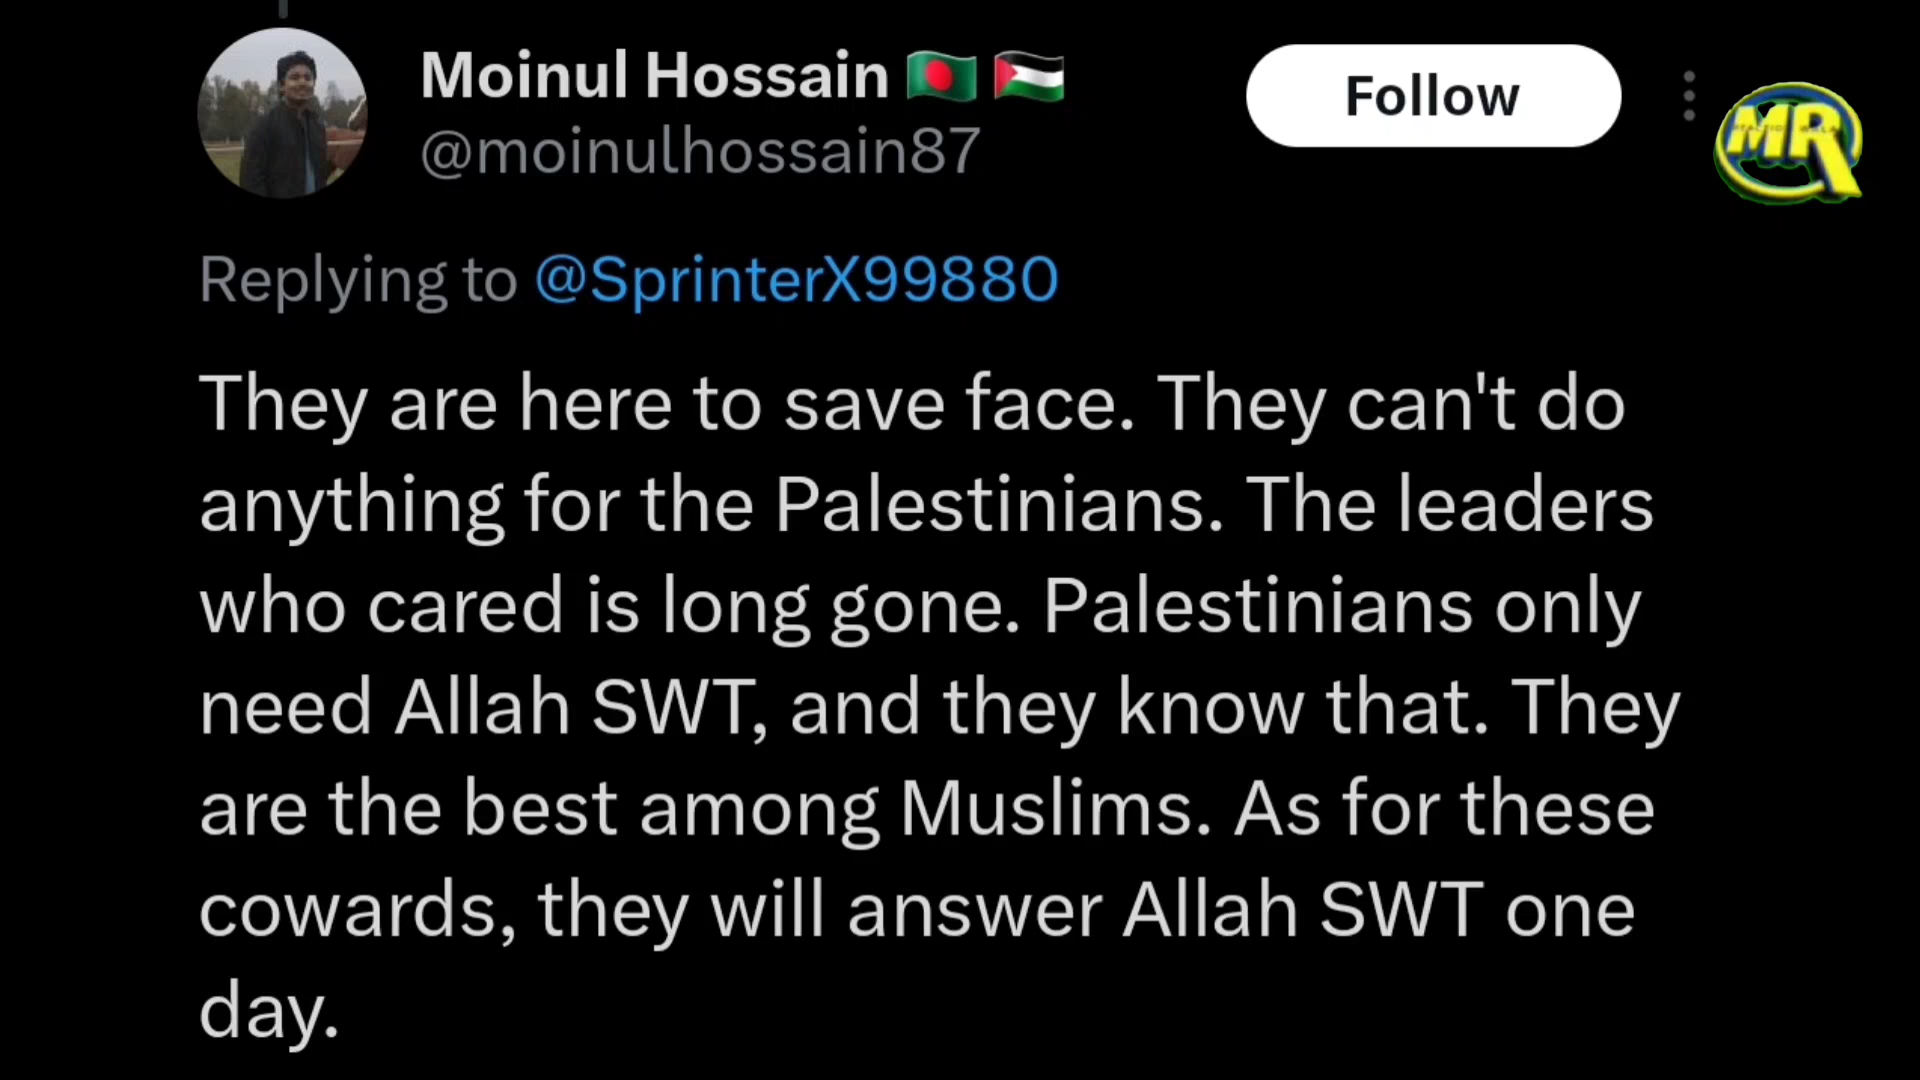 Moinul Hossain 🇧🇩 🇵🇸
Follow
@moinulhossain87
MR
Replying to @SprinterX99880
They are here to save face. They can't do
anything for the Palestinians. The leaders
who cared is long gone. Palestinians only
need Allah SWT, and they know that. They
are the best among Muslims. As for these
cowards, they will answer Allah SWT one
day.